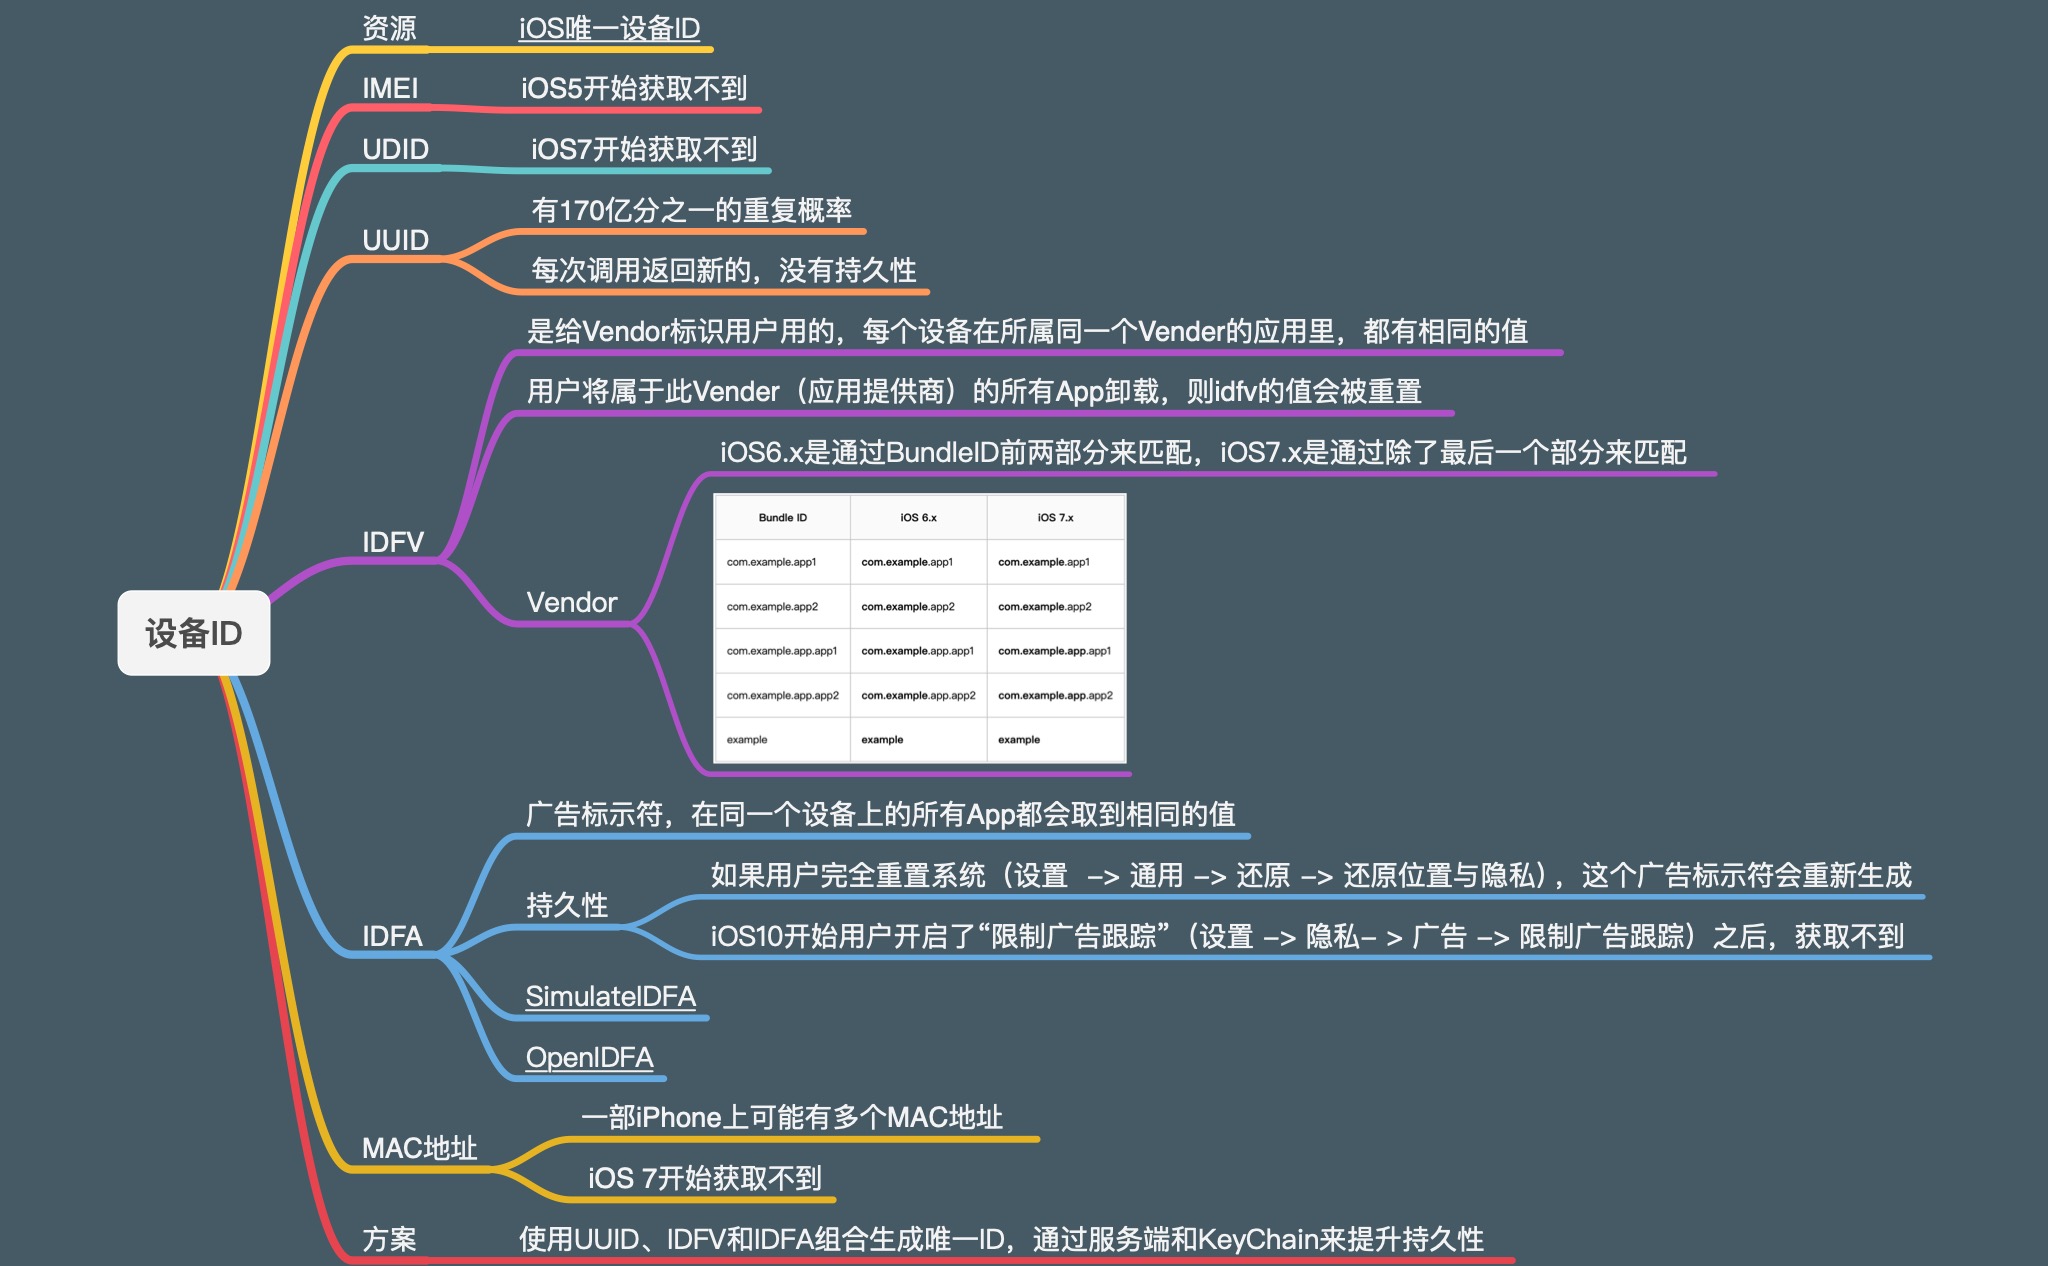 资源
iOS唯一设备ID
IMEI
iOS5开始获取不到
UDID
iOS7开始获取不到
UUID
有170亿分之一的重复概率
每次调用返回新的，没有持久性
设备ID
IDFV
是给Vendor标识用户用的，每个设备在所属同一个Vender的应用里，都有相同的值
用户将属于此Vender（应用提供商）的所有App卸载，则idfv的值会被重置
Vendor
iOS6.x是通过BundleID前两部分来匹配，iOS7.x是通过除了最后一个部分来匹配
Bundle ID iOS 6.x iOS 7.x
com.example.app1 com.example.app1 com.example.app1
com.example.app2 com.example.app2 com.example.app2
com.example.app.app1 com.example.app.app1 com.example.app.app1
com.example.app.app2 com.example.app.app2 com.example.app.app2
example example example
IDFA
广告标示符，在同一个设备上的所有App都会取到相同的值
持久性
如果用户完全重置系统（设置  -> 通用 -> 还原 -> 还原位置与隐私），这个广告标示符会重新生成
iOS10开始用户开启了“限制广告跟踪”（设置 -> 隐私- > 广告 -> 限制广告跟踪）之后，获取不到
SimulateIDFA
OpenIDFA
MAC地址
一部iPhone上可能有多个MAC地址
iOS 7开始获取不到
方案
使用UUID、IDFV和IDFA组合生成唯一ID，通过服务端和KeyChain来提升持久性